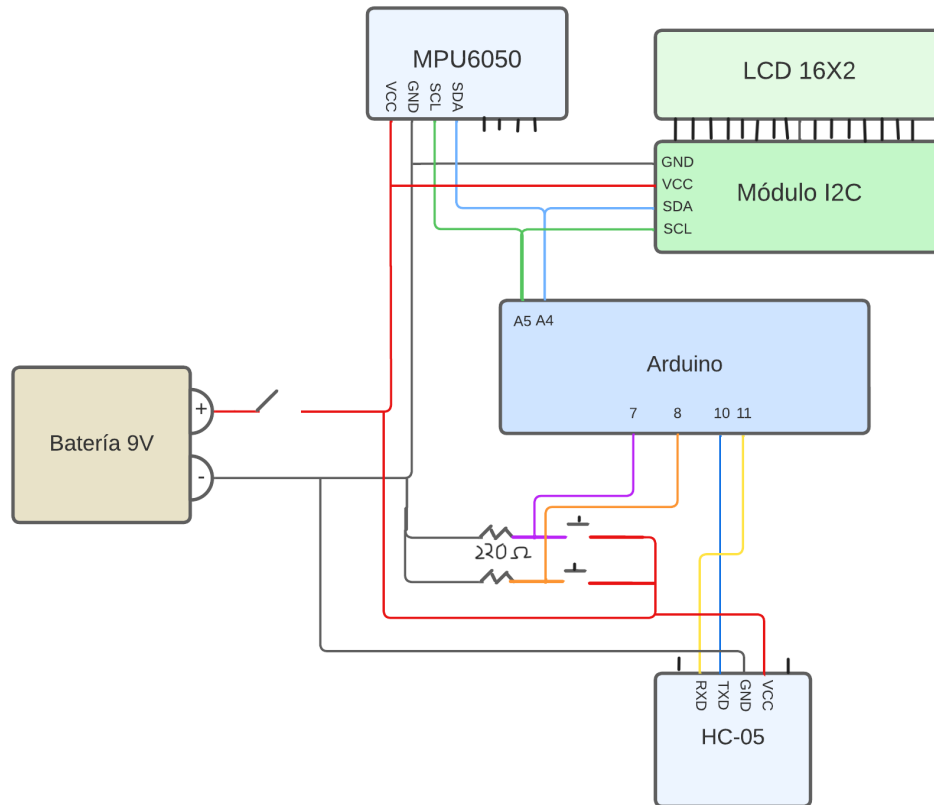 MPU6050
VCC
GND
SCL
SDA
LCD 16X2
GND
VCC
SDA
SCL
Módulo I2C
A5 A4
Arduino
7 8 10 11
Batería 9V
+
-
220 Ω
RXD
TXD
GND
VCC
HC-05